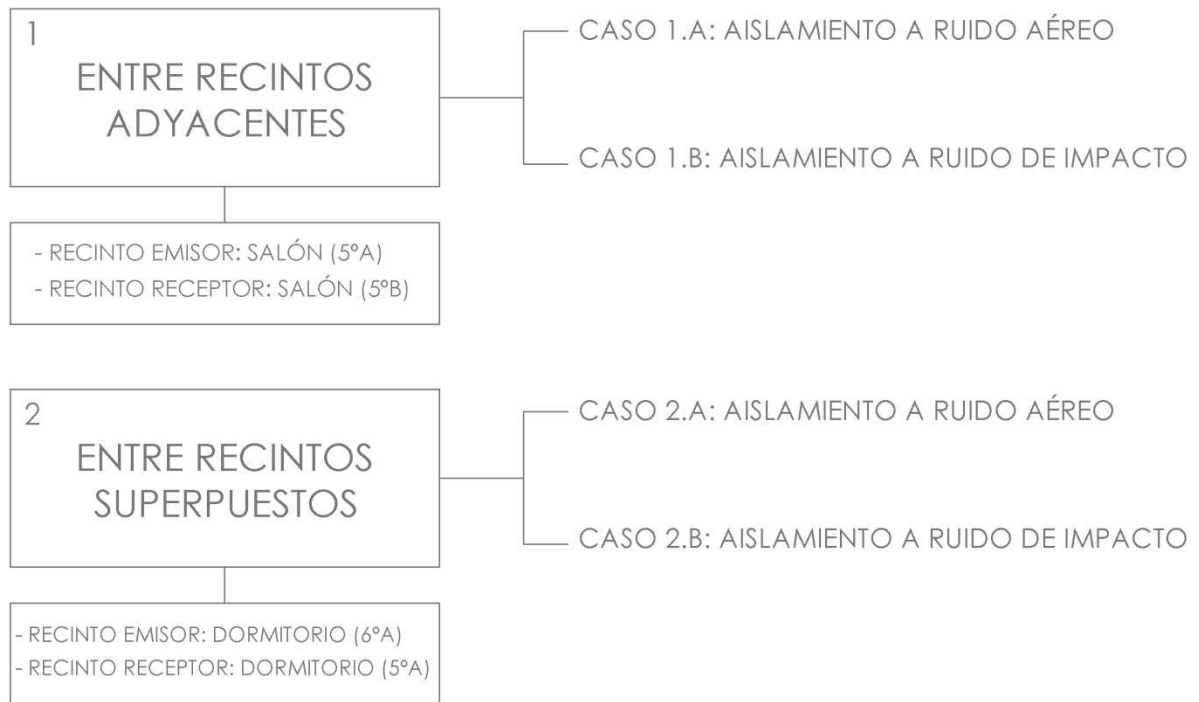 1
ENTRE RECINTOS
ADYACENTES
CASO 1.A: AISLAMIENTO A RUIDO AÉREO
CASO 1.B: AISLAMIENTO A RUIDO DE IMPACTO
- RECINTO EMISOR: SALÓN (5ºA)
- RECINTO RECEPTOR: SALÓN (5ºB)
2
ENTRE RECINTOS
SUPERPUESTOS
CASO 2.A: AISLAMIENTO A RUIDO AÉREO
CASO 2.B: AISLAMIENTO A RUIDO DE IMPACTO
- RECINTO EMISOR: DORMITORIO (6ºA)
- RECINTO RECEPTOR: DORMITORIO (5ºA)